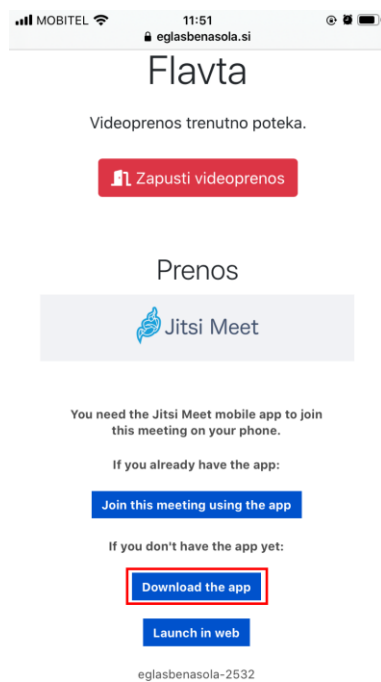 MOBITEL 11:51
eglasbenasola.si
Flavta
Videoprenos trenutno poteka.
Zapusti videoprenos
Prenos
Jitsi Meet
You need the Jitsi Meet mobile app to join
this meeting on your phone.
If you already have the app:
Join this meeting using the app
If you don't have the app yet:
Download the app
Launch in web
eglasbenasola-2532